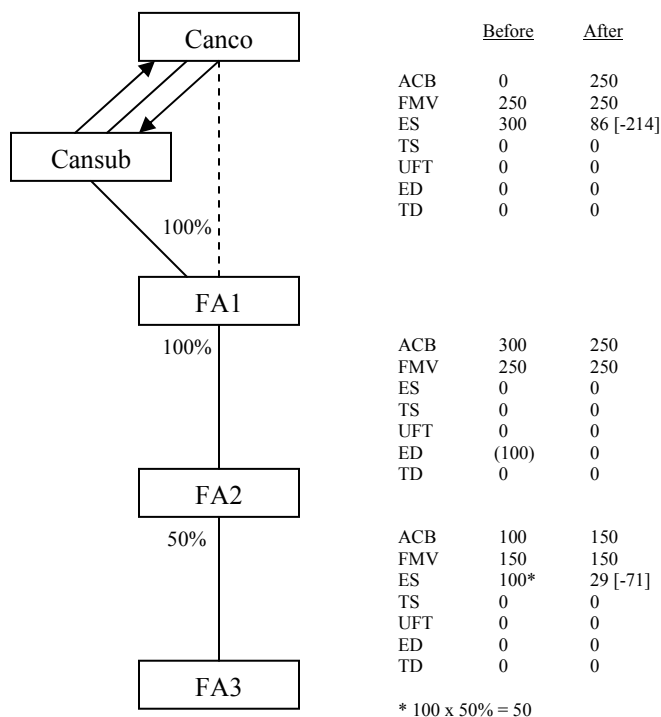 Canco
Before After
ACB 0 250
FMV 250 250
ES 300 86 [-214]
TS 0 0
UFT 0 0
ED 0 0
TD 0 0
Cansub
100%
FA1
100%
ACB 300 250
FMV 250 250
ES 0 0
TS 0 0
UFT 0 0
ED (100) 0
TD 0 0
FA2
50%
ACB 100 150
FMV 150 150
ES 100* 29 [-71]
TS 0 0
UFT 0 0
ED 0 0
TD 0 0
FA3
* 100 x 50% = 50